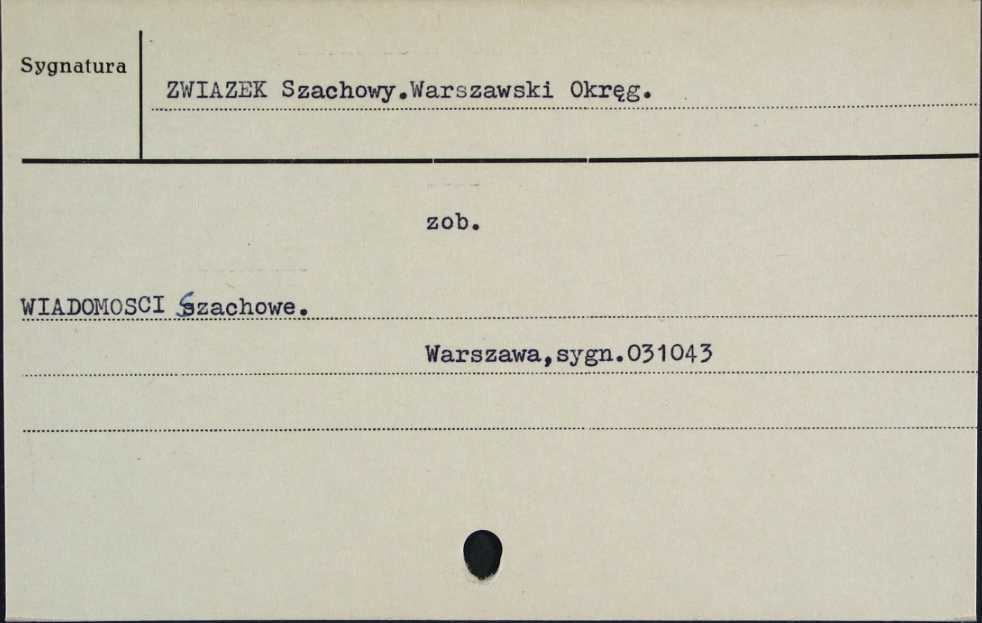 Sygnatura
ZWIAZEK Szachowy.Warszawski Okręg.
zob.
WIADOMOSCI Szachowe.
Warszawa,sygn.031043